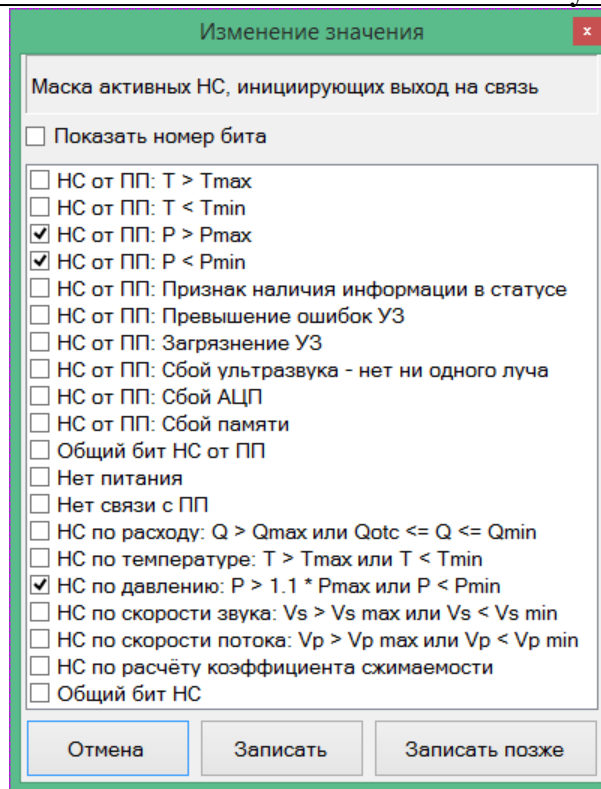 Изменение значения
x
Маска активных НС, инициирующих выход на связь
Показать номер бита
НС от ПП: T > Tmax
НС от ПП: T < Tmin
НС от ПП: P > Pmax
НС от ПП: P < Pmin
НС от ПП: Признак наличия информации в статусе
НС от ПП: Превышение ошибок УЗ
НС от ПП: Загрязнение УЗ
НС от ПП: Сбой ультразвука - нет ни одного луча
НС от ПП: Сбой АЦП
НС от ПП: Сбой памяти
Общий бит НС от ПП
Нет питания
Нет связи с ПП
НС по расходу: Q > Qmax или Qotc <= Q <= Qmin
НС по температуре: T > Tmax или T < Tmin
НС по давлению: P > 1.1 * Pmax или P < Pmin
НС по скорости звука: Vs > Vs max или Vs < Vs min
НС по скорости потока: Vp > Vp max или Vp < Vp min
НС по расчёту коэффициента сжимаемости
Общий бит НС
Отмена
Записать
Записать позже